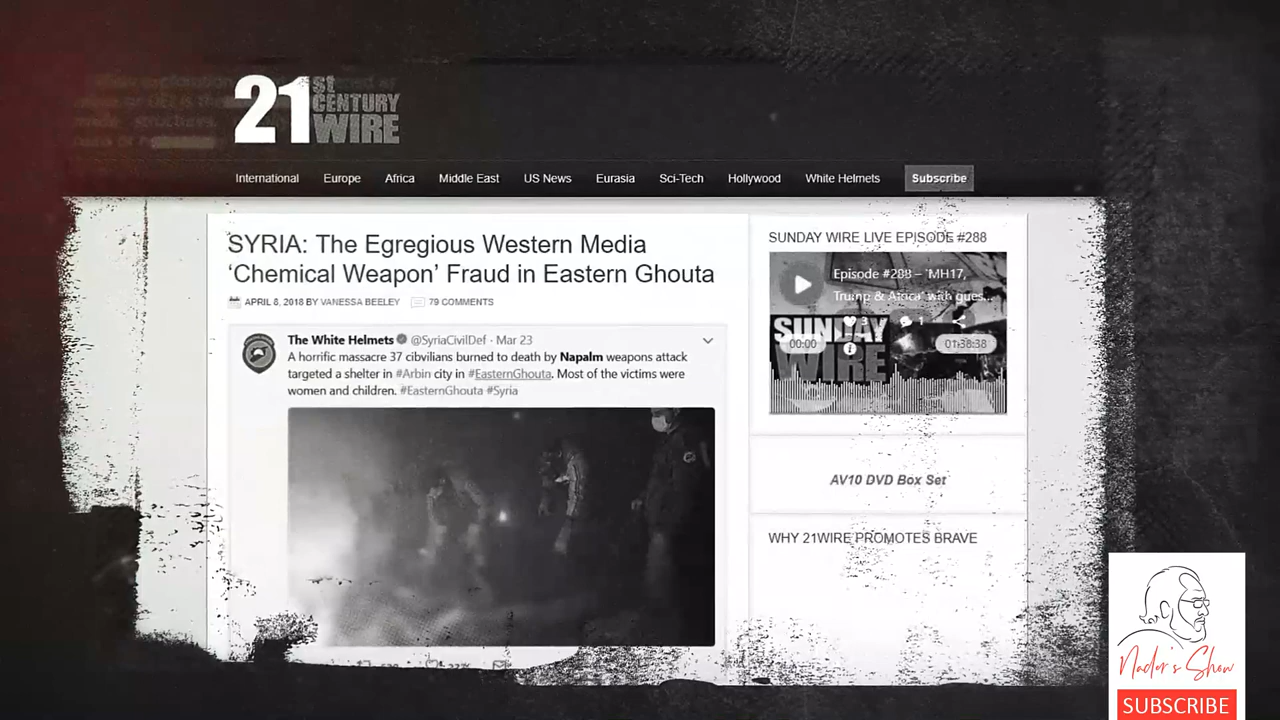 21st
CENTURY
WIRE
International Europe Africa Middle East US News Eurasia Sci-Tech Hollywood White Helmets Subscribe
SYRIA: The Egregious Western Media
‘Chemical Weapon’ Fraud in Eastern Ghouta
APRIL 8, 2018 BY VANESSA BEELEY 79 COMMENTS
The White Helmets @SyriaCivilDef · Mar 23
A horrific massacre 37 cibvilians burned to death by Napalm weapons attack
targeted a shelter in #Arbin city in #EasternGhouta. Most of the victims were
women and children. #EasternGhouta #Syria
SUNDAY WIRE LIVE EPISODE #288
Episode #288 – 'MH17,
Trump & Africa' with gues...
3 1
SUNDAY
WIRE
00:00 01:38:38
AV10 DVD Box Set
WHY 21WIRE PROMOTES BRAVE
Nader's Show
SUBSCRIBE